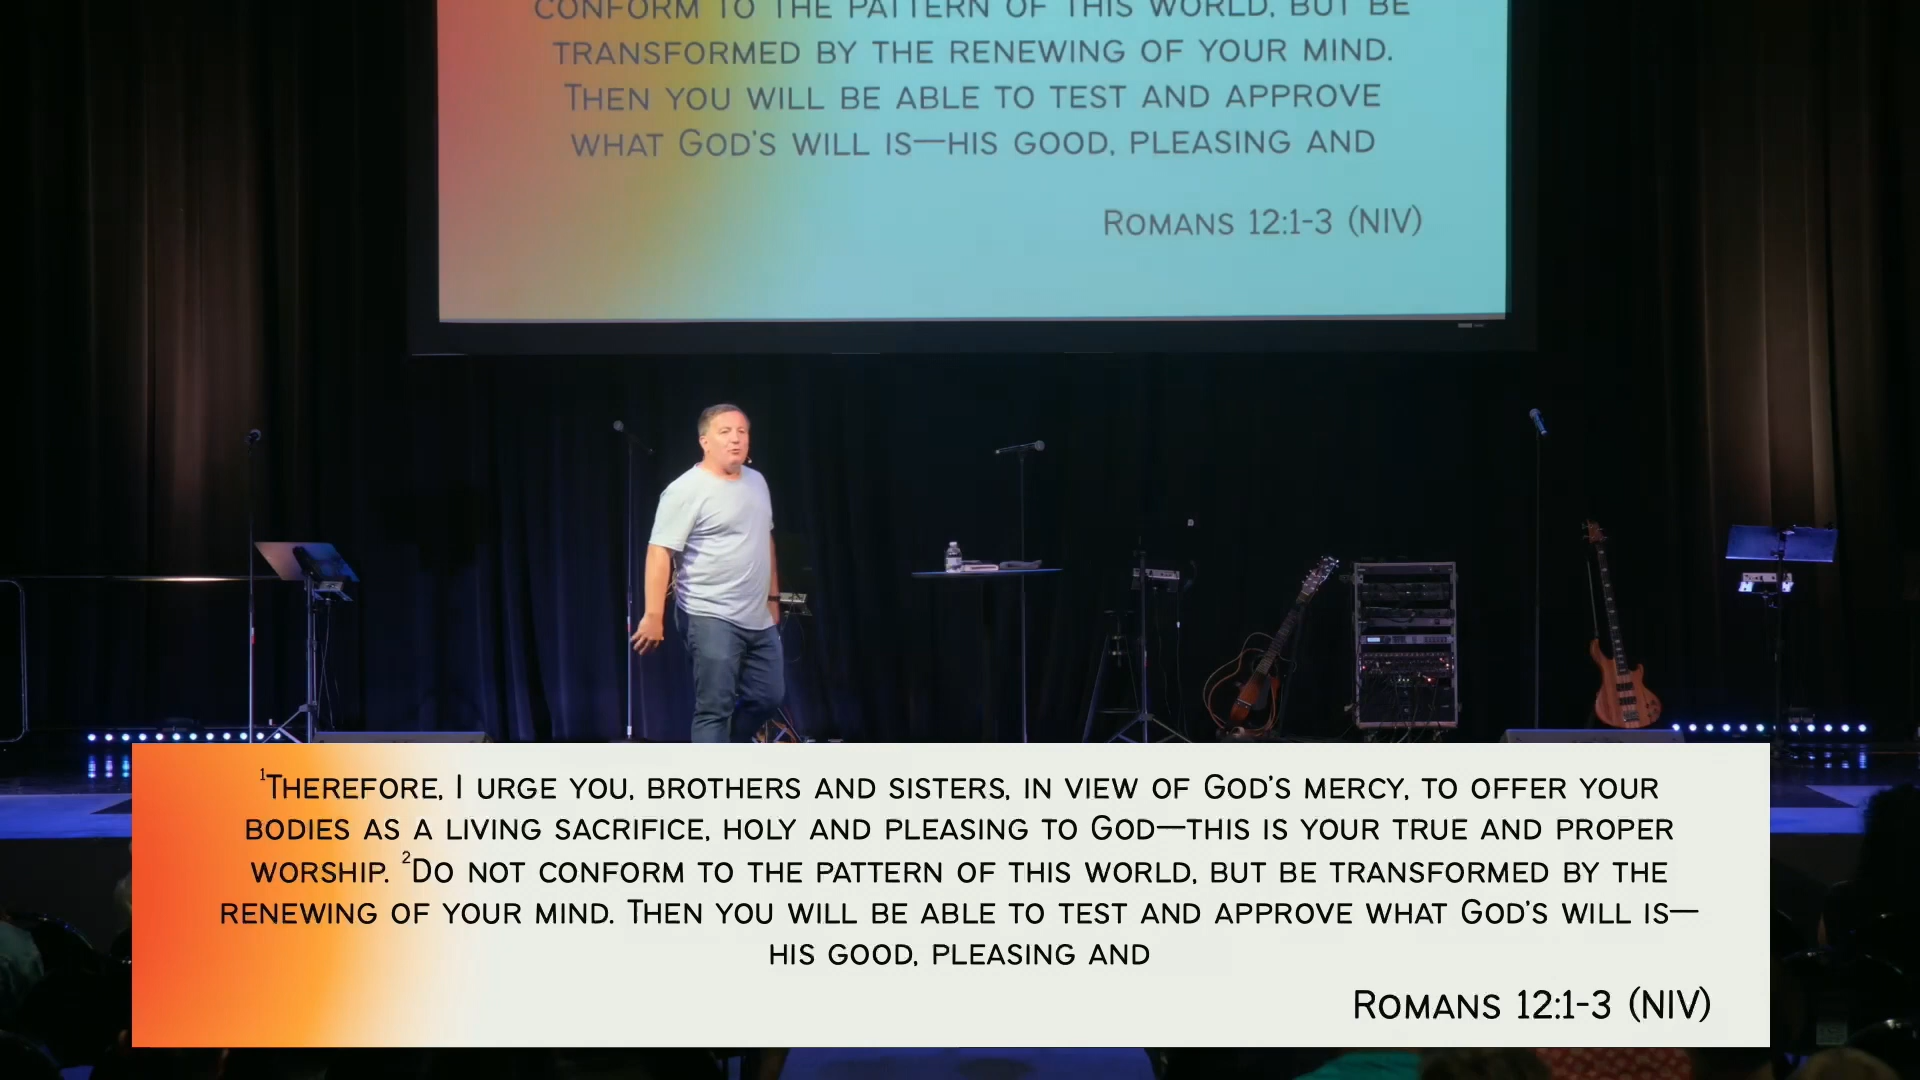 CONFORM TO THE PATTERN OF THIS WORLD, BUT BE
TRANSFORMED BY THE RENEWING OF YOUR MIND.
THEN YOU WILL BE ABLE TO TEST AND APPROVE
WHAT GOD'S WILL IS—HIS GOOD, PLEASING AND
ROMANS 12:1-3 (NIV)
¹THEREFORE, I URGE YOU, BROTHERS AND SISTERS, IN VIEW OF GOD'S MERCY, TO OFFER YOUR
BODIES AS A LIVING SACRIFICE, HOLY AND PLEASING TO GOD—THIS IS YOUR TRUE AND PROPER
WORSHIP. ²DO NOT CONFORM TO THE PATTERN OF THIS WORLD, BUT BE TRANSFORMED BY THE
RENEWING OF YOUR MIND. THEN YOU WILL BE ABLE TO TEST AND APPROVE WHAT GOD'S WILL IS—
HIS GOOD, PLEASING AND
ROMANS 12:1-3 (NIV)